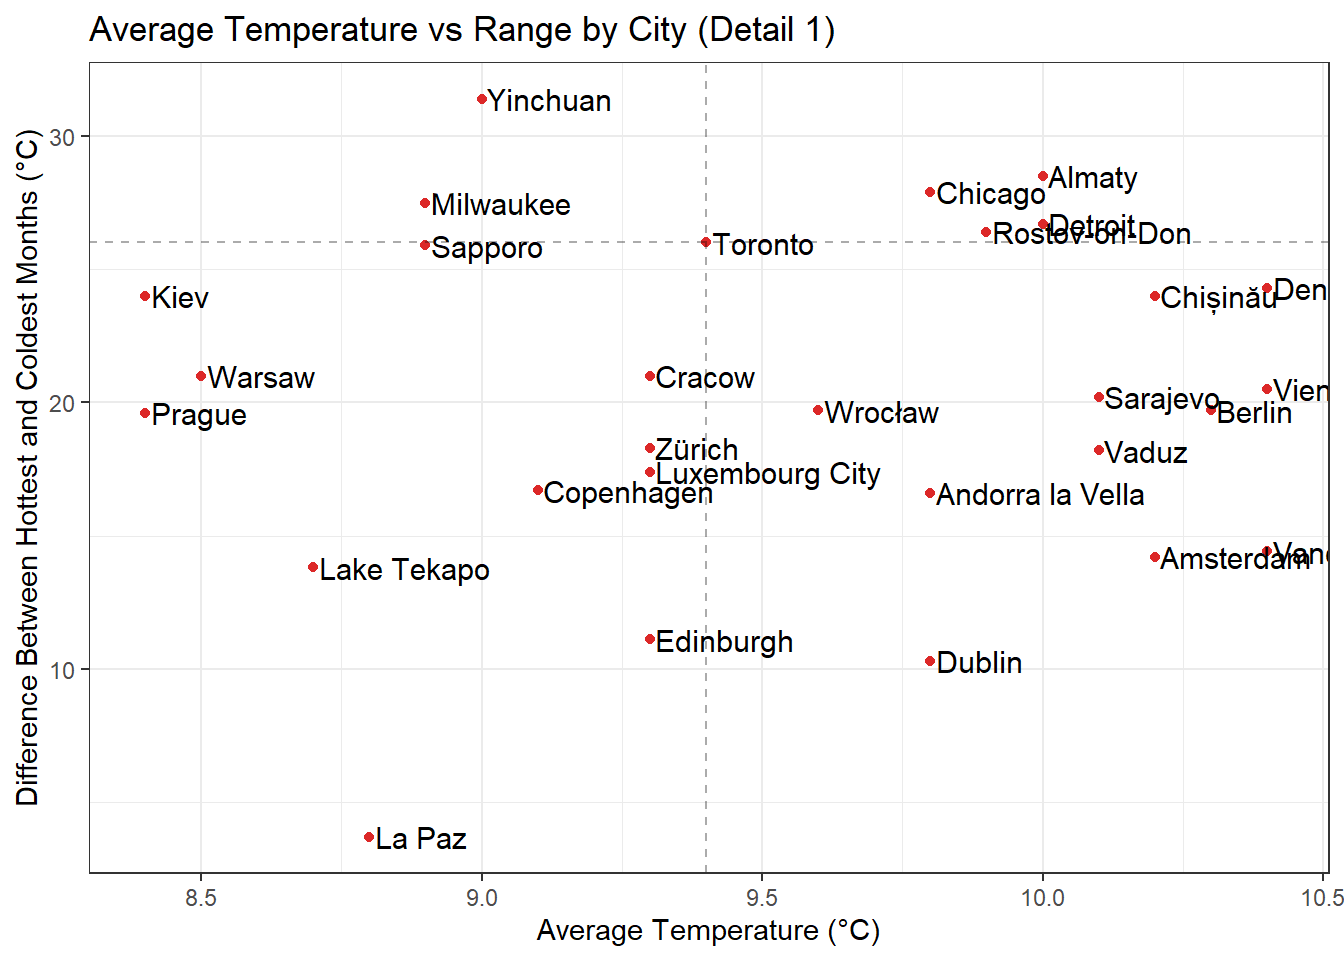 Average Temperature vs Range by City (Detail 1)
Difference Between Hottest and Coldest Months (°C)
30
20
10
Yinchuan
Almaty
Chicago
Milwaukee
Detroit
Rostov-on-Don
Toronto
Sapporo
Den
Chișinău
Kiev
Warsaw
Cracow
Vien
Sarajevo
Berlin
Wrocław
Prague
Zürich
Vaduz
Luxembourg City
Copenhagen
Andorra la Vella
Vanc
Amsterdam
Lake Tekapo
Edinburgh
Dublin
La Paz
8.5 9.0 9.5 10.0 10.5
Average Temperature (°C)